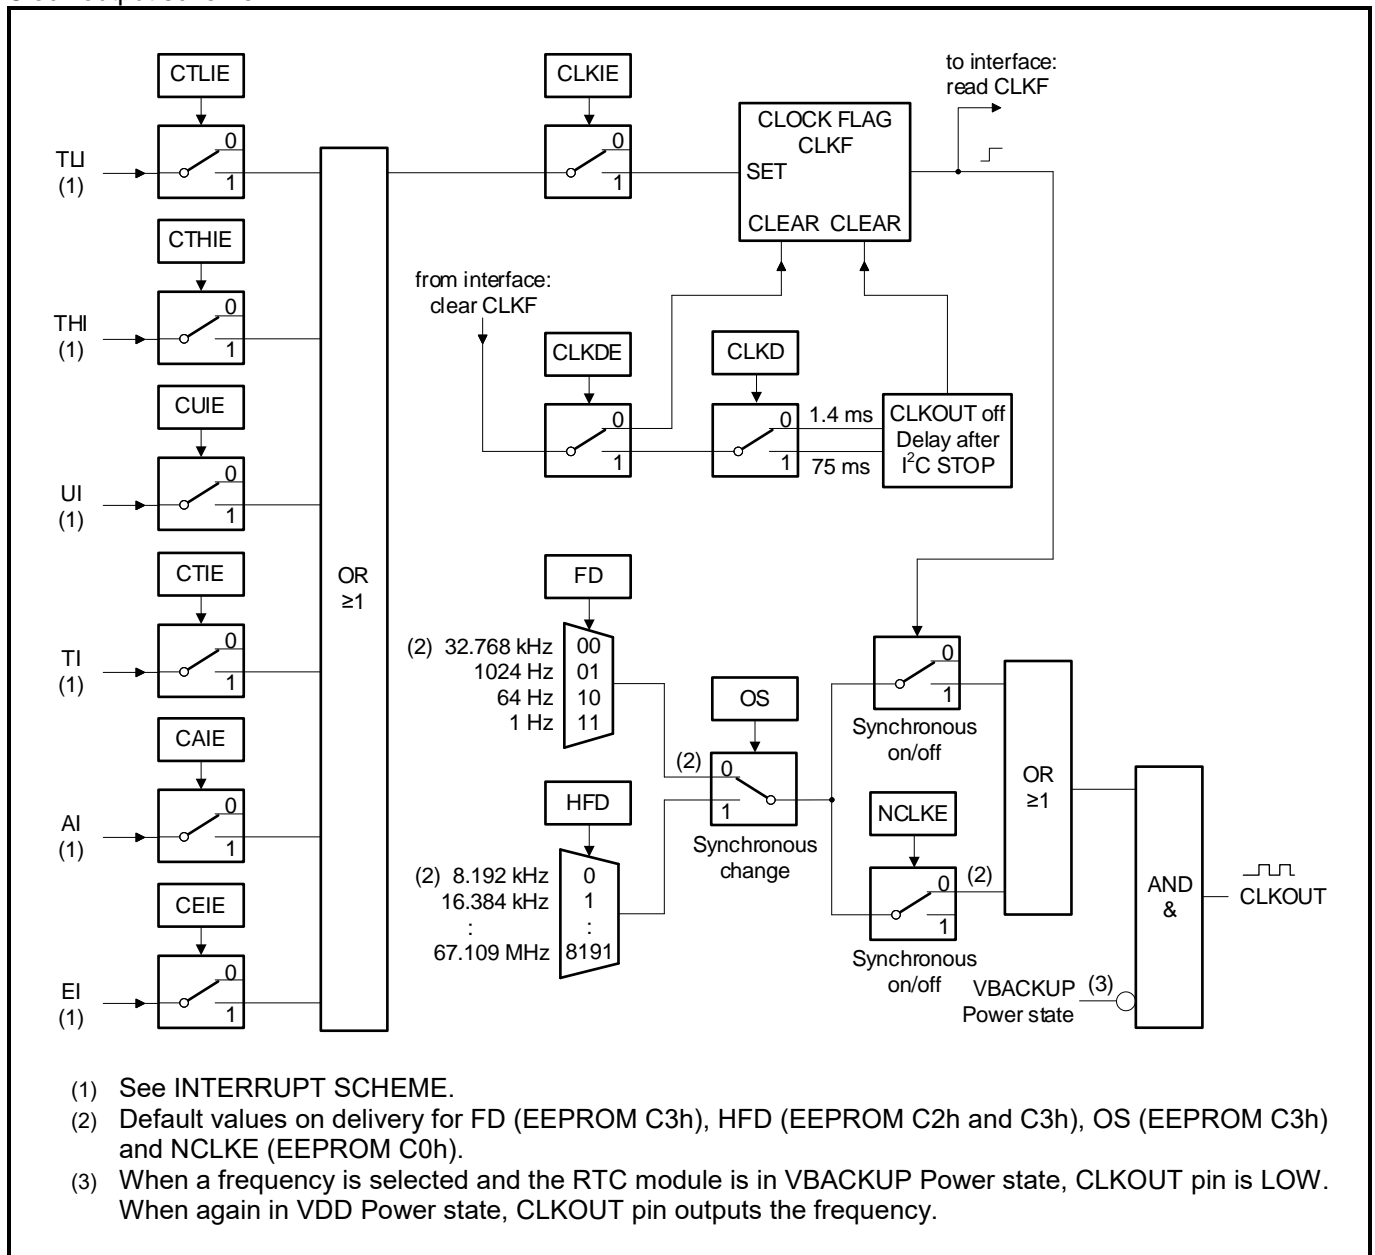 CTLIE
0
1
TLI
(1)
CTHIE
0
1
THI
(1)
CUIE
0
1
UI
(1)
CTIE
0
1
TI
(1)
CAIE
0
1
AI
(1)
CEIE
0
1
EI
(1)
OR
≥1
CLKIE
0
1
CLOCK FLAG
CLKF
SET
CLEAR CLEAR
to interface:
read CLKF
from interface:
clear CLKF
CLKDE
0
1
CLKD
0
1
1.4 ms
75 ms
CLKOUT off
Delay after
I²C STOP
FD
(2) 32.768 kHz 00
1024 Hz 01
64 Hz 10
1 Hz 11
HFD
(2) 8.192 kHz 0
16.384 kHz 1
: :
67.109 MHz 8191
OS
(2)
0
1
Synchronous
change
0
1
Synchronous
on/off
NCLKE
0
1
(2)
Synchronous
on/off
OR
≥1
VBACKUP (3)
Power state
AND
&
CLKOUT
(1) See INTERRUPT SCHEME.
(2) Default values on delivery for FD (EEPROM C3h), HFD (EEPROM C2h and C3h), OS (EEPROM C3h)
and NCLKE (EEPROM C0h).
(3) When a frequency is selected and the RTC module is in VBACKUP Power state, CLKOUT pin is LOW.
When again in VDD Power state, CLKOUT pin outputs the frequency.